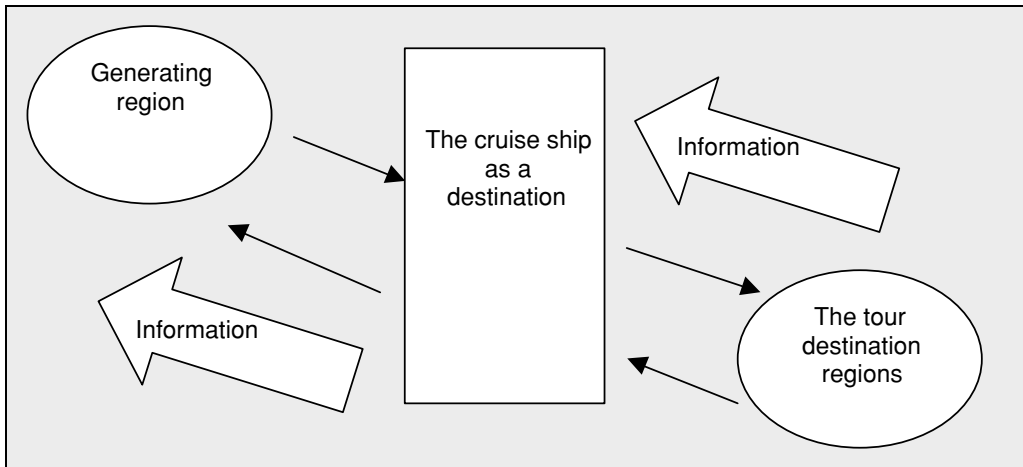 Generating
region
The cruise ship
as a
destination
Information
Information
The tour
destination
regions